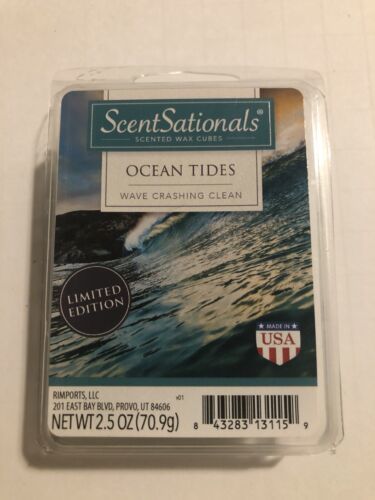 ScentSationals®
SCENTED WAX CUBES
OCEAN TIDES
WAVE CRASHING CLEAN
LIMITED
EDITION
MADE IN
USA
RIMPORTS, LLC v01
201 EAST BAY BLVD, PROVO, UT 84606
NET WT 2.5 OZ (70.9g)
8 43283 13115 9